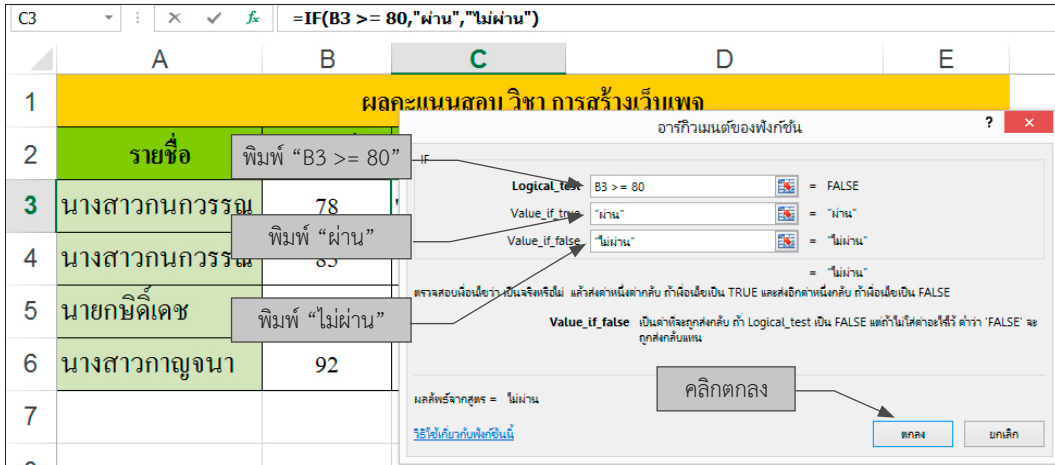 C3 =IF(B3 >= 80,"ผ่าน","ไม่ผ่าน")
A B C D E
1 ผลคะแนนสอบ วิชา การสร้างเว็บเพจ
อาร์กิวเมนต์ของฟังก์ชัน ?
2 รายชื่อ
พิมพ์ “B3 >= 80”
IF
Logical_test B3 >= 80 = FALSE
3 นางสาวกนกวรรณ 78
Value_if_true "ผ่าน" = "ผ่าน"
พิมพ์ “ผ่าน”
Value_if_false "ไม่ผ่าน" = "ไม่ผ่าน"
4 นางสาวกนกวรรณ 85
= "ไม่ผ่าน"
ตรวจสอบเงื่อนไขว่า เป็นจริงหรือไม่ แล้วส่งค่าหนึ่งค่ากลับ ถ้าเงื่อนไขเป็น TRUE และส่งอีกค่าหนึ่งกลับ ถ้าเงื่อนไขเป็น FALSE
5 นายกษิดิ์เดช
พิมพ์ “ไม่ผ่าน”
Value_if_false เป็นค่าที่จะถูกส่งกลับ ถ้า Logical_test เป็น FALSE แต่ถ้าไม่ใส่ค่าอะไรไว้ ค่าว่า 'FALSE' จะ
ถูกส่งกลับแทน
6 นางสาวกาญจนา 92
คลิกตกลง
ผลลัพธ์จากสูตร = ไม่ผ่าน
7
วิธีใช้เกี่ยวกับฟังก์ชันนี้ ตกลง ยกเลิก